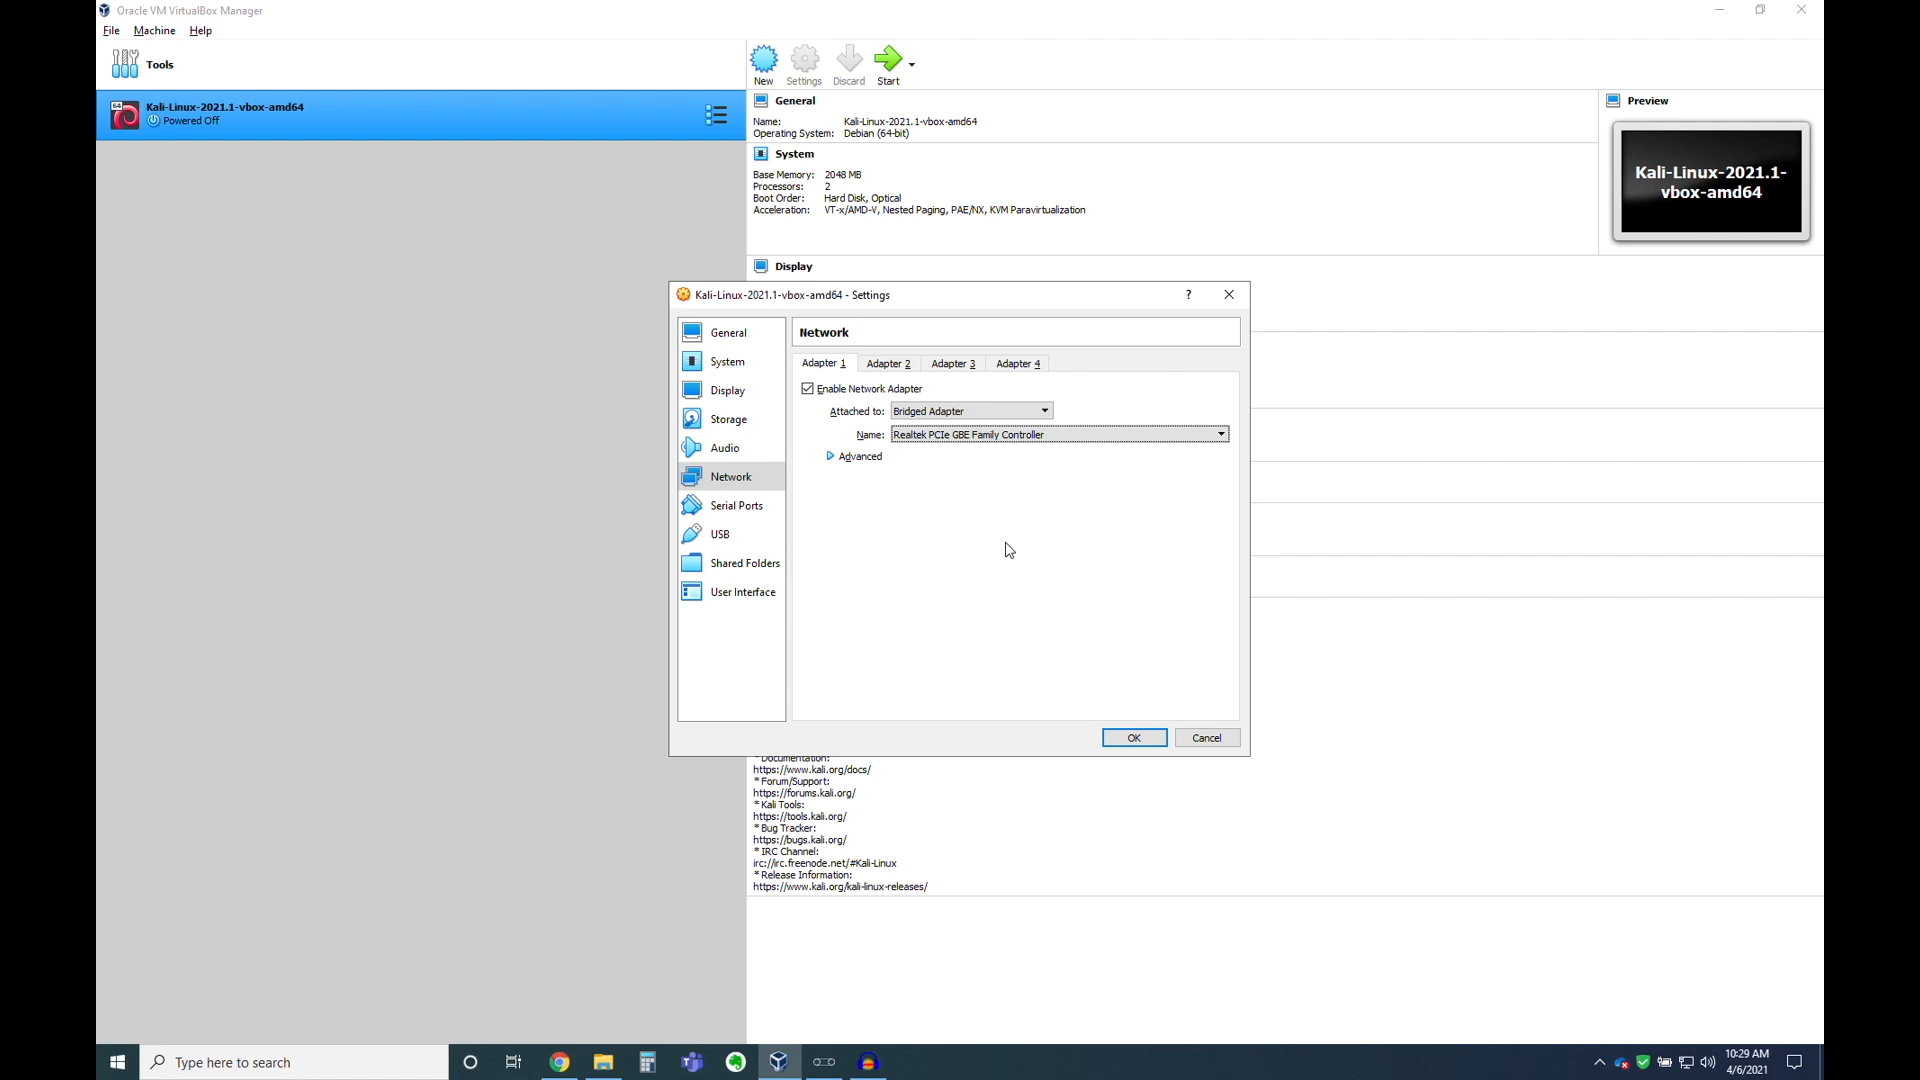 Oracle VM VirtualBox Manager
File Machine Help
Tools
New Settings Discard Start
64
Kali-Linux-2021.1-vbox-amd64
Powered Off
General
Name: Kali-Linux-2021.1-vbox-amd64
Operating System: Debian (64-bit)
System
Base Memory: 2048 MB
Processors: 2
Boot Order: Hard Disk, Optical
Acceleration: VT-x/AMD-V, Nested Paging, PAE/NX, KVM Paravirtualization
Preview
Kali-Linux-2021.1-
vbox-amd64
Display
Kali-Linux-2021.1-vbox-amd64 - Settings
?
General
System
Display
Storage
Audio
Network
Serial Ports
USB
Shared Folders
User Interface
Network
Adapter 1 Adapter 2 Adapter 3 Adapter 4
Enable Network Adapter
Attached to: Bridged Adapter
Name: Realtek PCIe GBE Family Controller
Advanced
OK Cancel
* Documentation:
https://www.kali.org/docs/
* Forum/Support:
https://forums.kali.org/
* Kali Tools:
https://tools.kali.org/
* Bug Tracker:
https://bugs.kali.org/
* IRC Channel:
irc://irc.freenode.net/#Kali-Linux
* Release Information:
https://www.kali.org/kali-linux-releases/
Type here to search
10:29 AM
4/6/2021